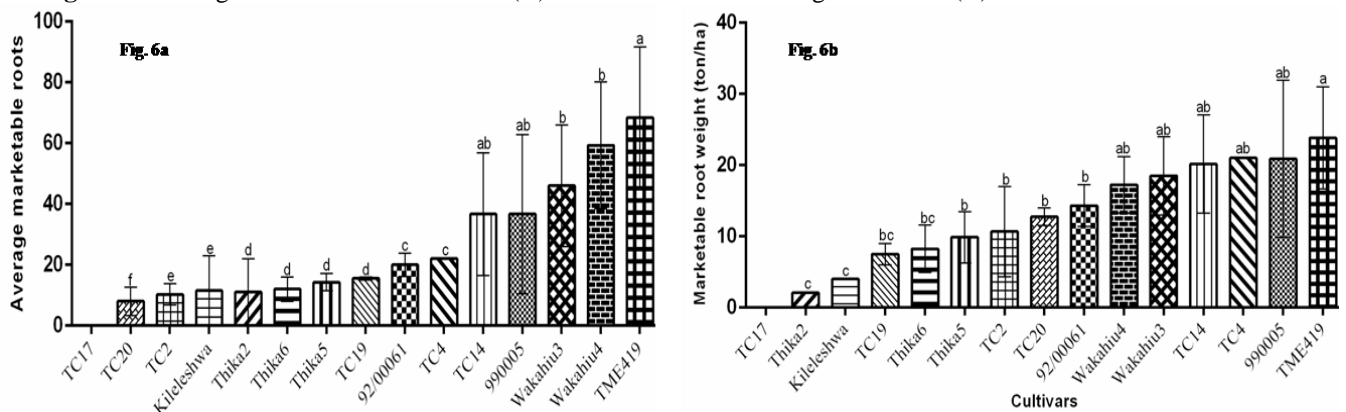 Fig. 6a
Average marketable roots
100
80
60
40
20
0
f
e
e
d
d
d
d
c
c
ab
ab
b
b
a
TC17
TC20
TC2
Kileleshwa
Thika2
Thika6
Thika5
TC19
92/00061
TC4
TC14
990005
Wakahiu3
Wakahiu4
TME419
Fig. 6b
Marketable root weight (ton/ha)
40
30
20
10
0
c
c
bc
bc
b
b
b
b
ab
ab
ab
ab
ab
a
TC17
Thika2
Kileleshwa
TC19
Thika6
Thika5
TC2
TC20
92/00061
Wakahiu4
Wakahiu3
TC14
TC4
990005
TME419
Cultivars